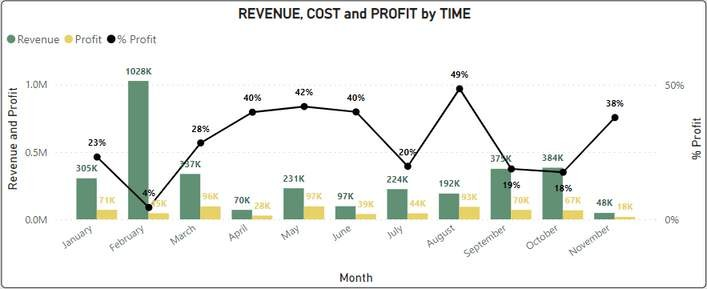 REVENUE, COST and PROFIT by TIME
Revenue Profit % Profit
Revenue and Profit
1.0M
0.5M
0.0M
305K
1028K
337K
70K
231K
97K
224K
192K
375K
384K
48K
71K
45K
96K
28K
97K
39K
44K
93K
70K
67K
18K
23%
4%
28%
40%
42%
40%
20%
49%
19%
18%
38%
50%
0%
% Profit
January
February
March
April
May
June
July
August
September
October
November
Month